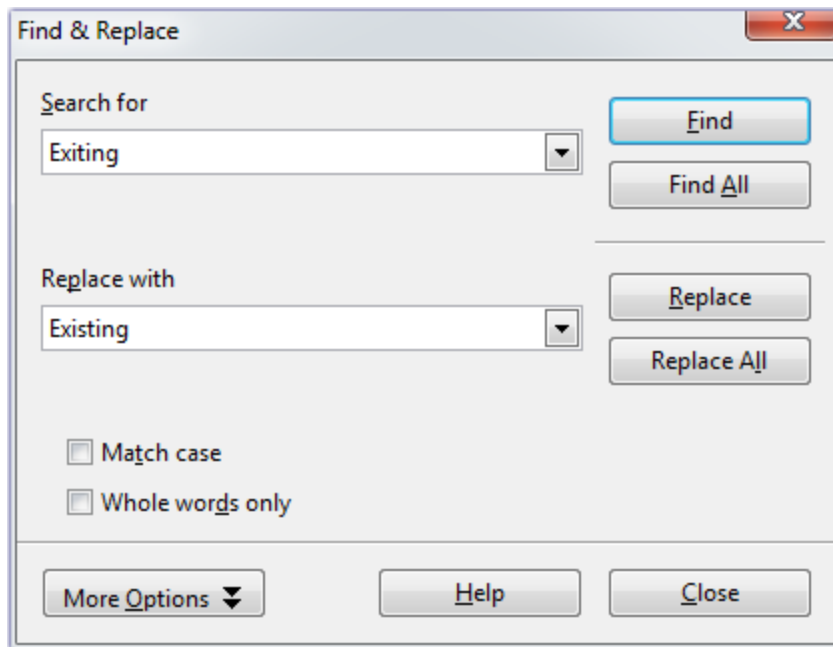 Find & Replace
Search for
Exiting
Find
Find All
Replace with
Existing
Replace
Replace All
Match case
Whole words only
More Options
Help
Close